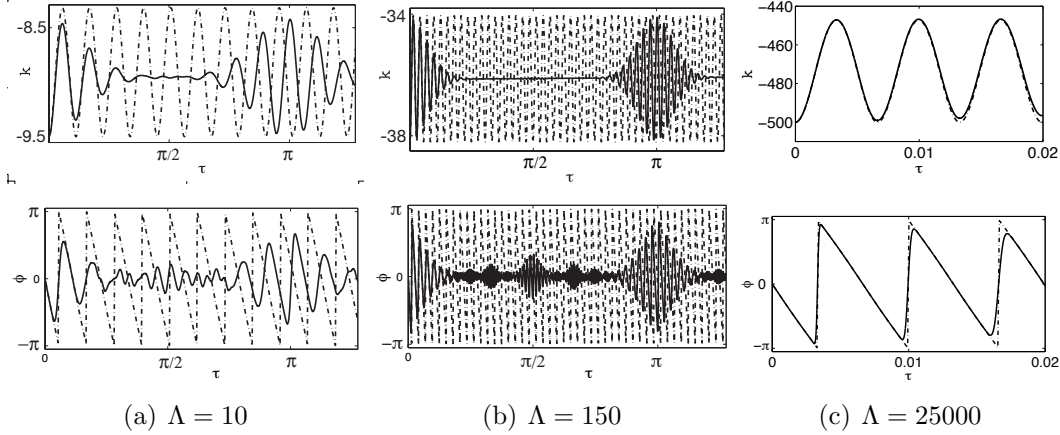 -8.5
k
-9.5
π/2
π
τ
-34
k
-38
π/2
π
τ
-440
-460
k
-480
-500
0
0.01
0.02
τ
π
ϕ
0
-π
0
π/2
π
τ
π
ϕ
0
-π
0
π/2
π
τ
π
ϕ
0
-π
0
0.01
0.02
τ
(a) Λ = 10
(b) Λ = 150
(c) Λ = 25000